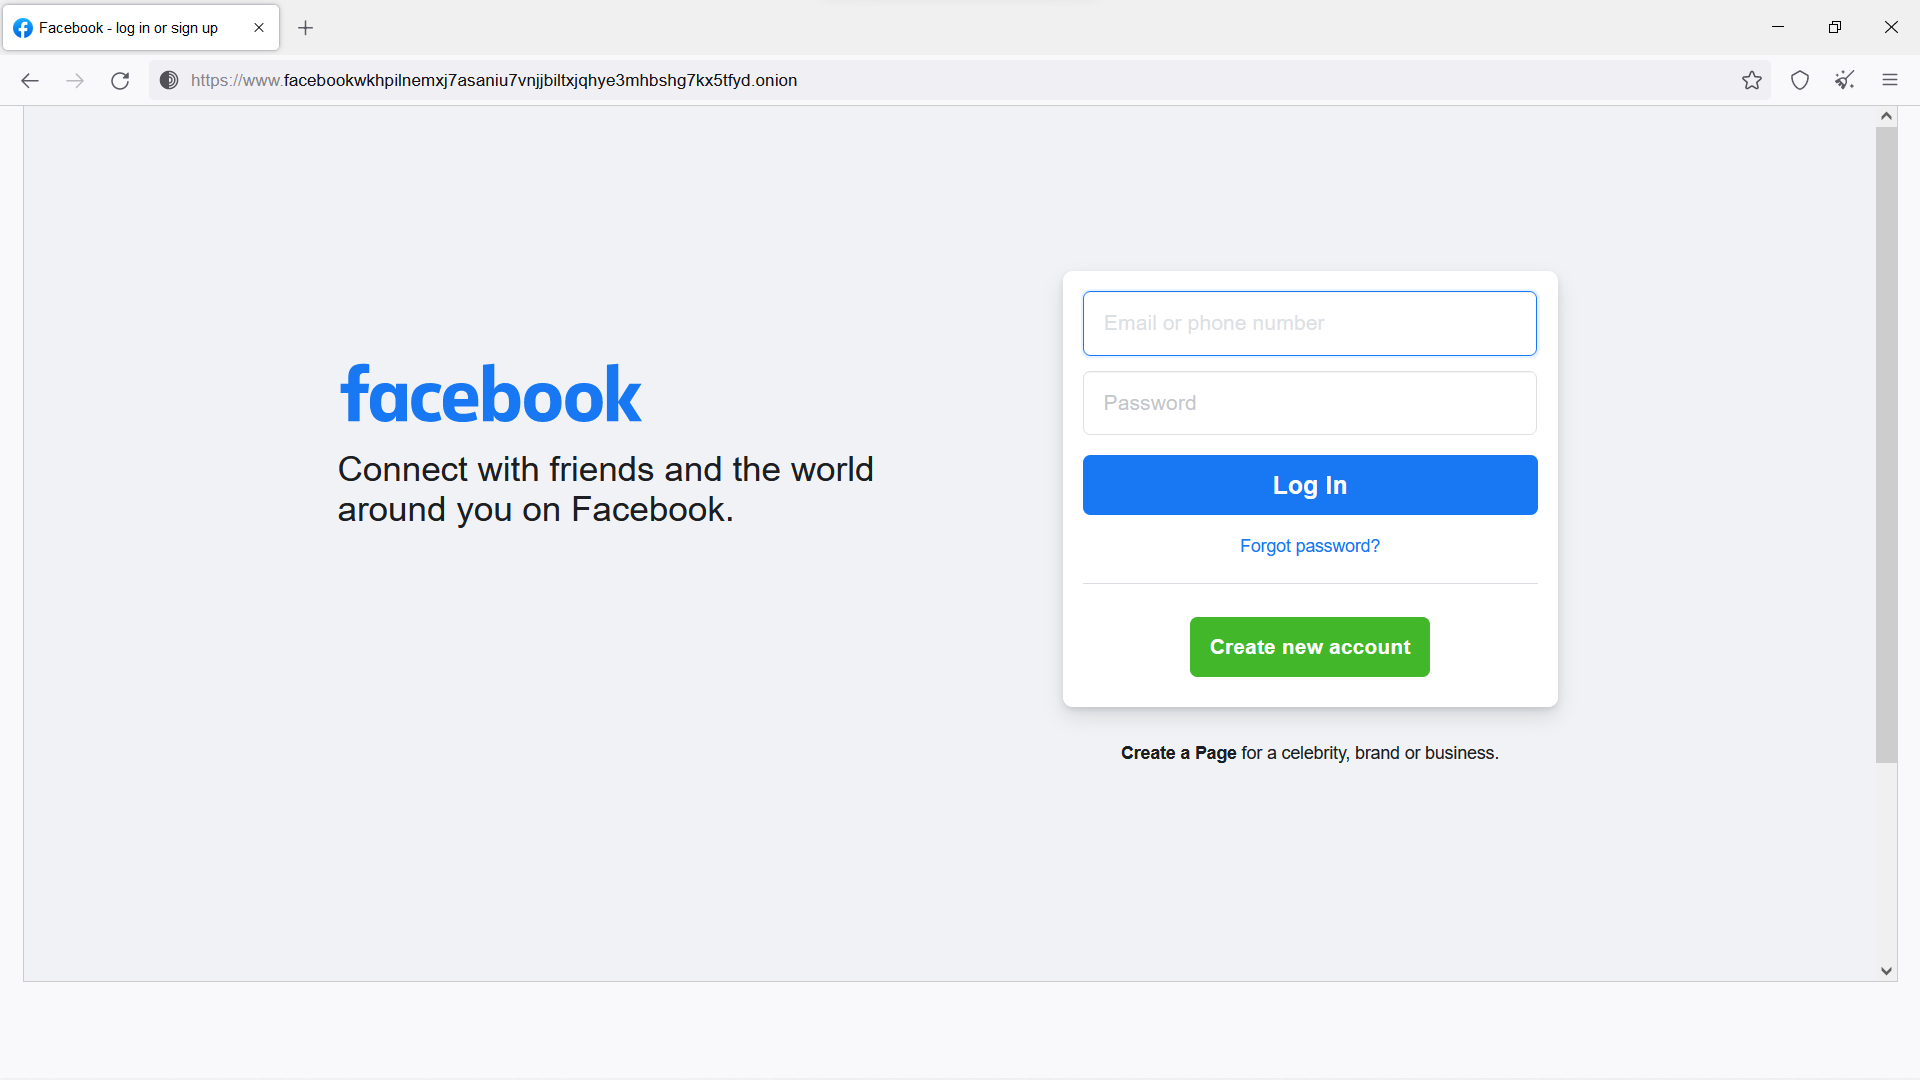 Facebook - log in or sign up
https://www.facebookwkhpilnemxj7asaniu7vnjjbiltxjqhye3mhbshg7kx5tfyd.onion
facebook
Connect with friends and the world
around you on Facebook.
Email or phone number
Password
Log In
Forgot password?
Create new account
Create a Page for a celebrity, brand or business.